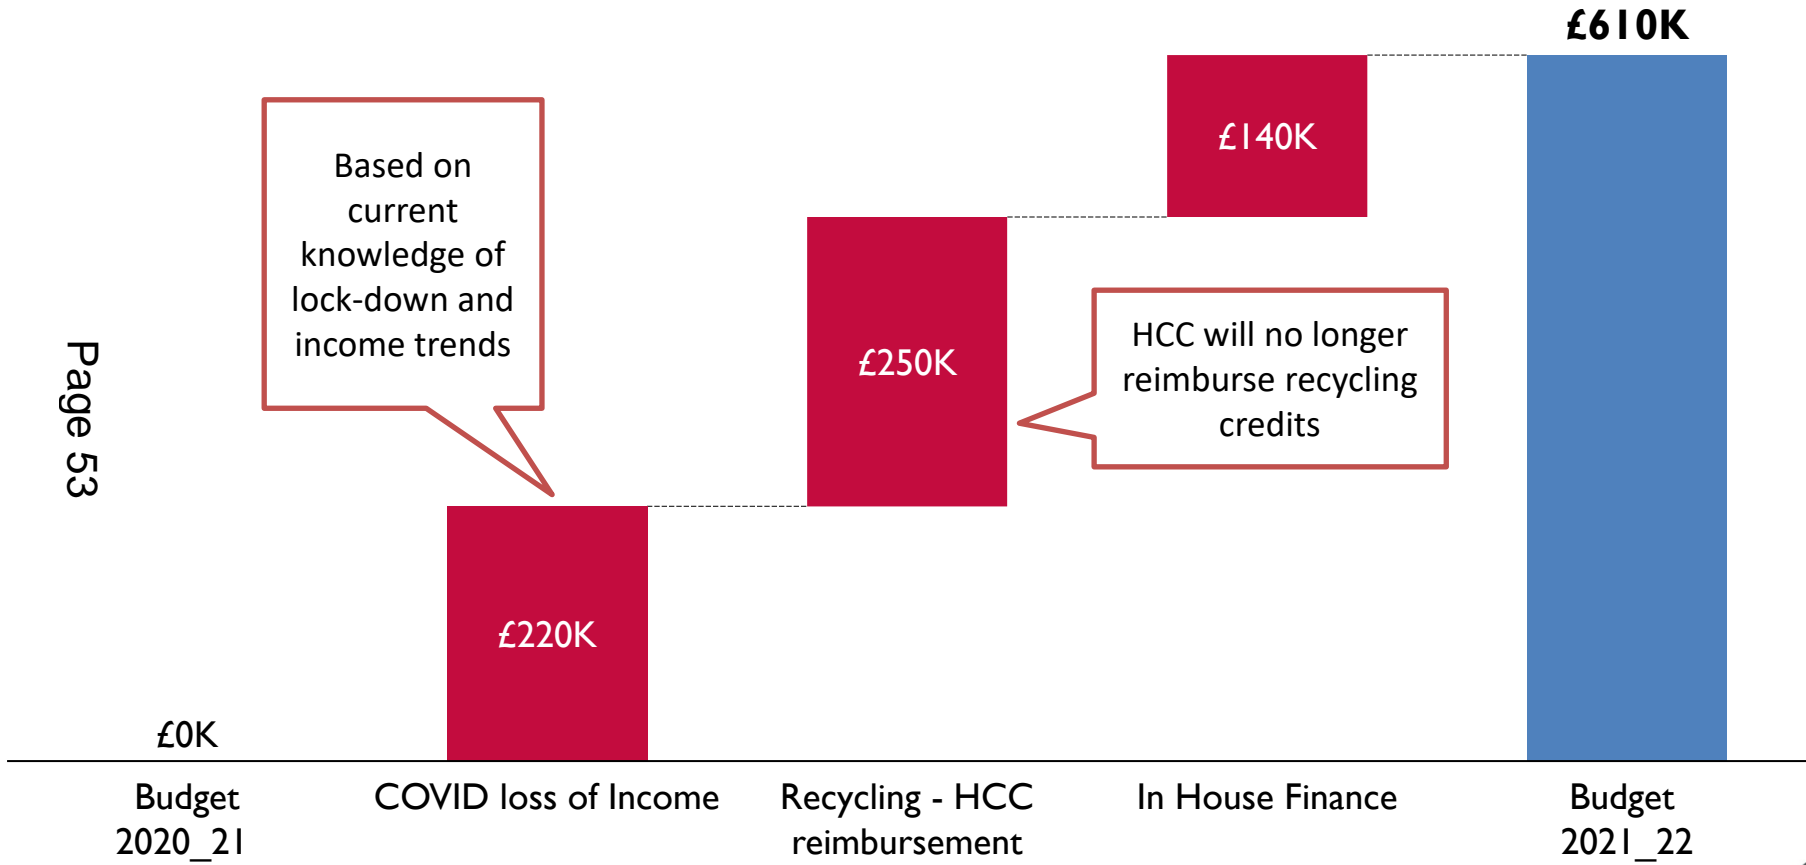 £610K
£140K
Based on
current
knowledge of
lock-down and
income trends
HCC will no longer
reimburse recycling
credits
£250K
Page 53
£220K
£0K
Budget
2020_21
COVID loss of Income
Recycling - HCC
reimbursement
In House Finance
Budget
2021_22